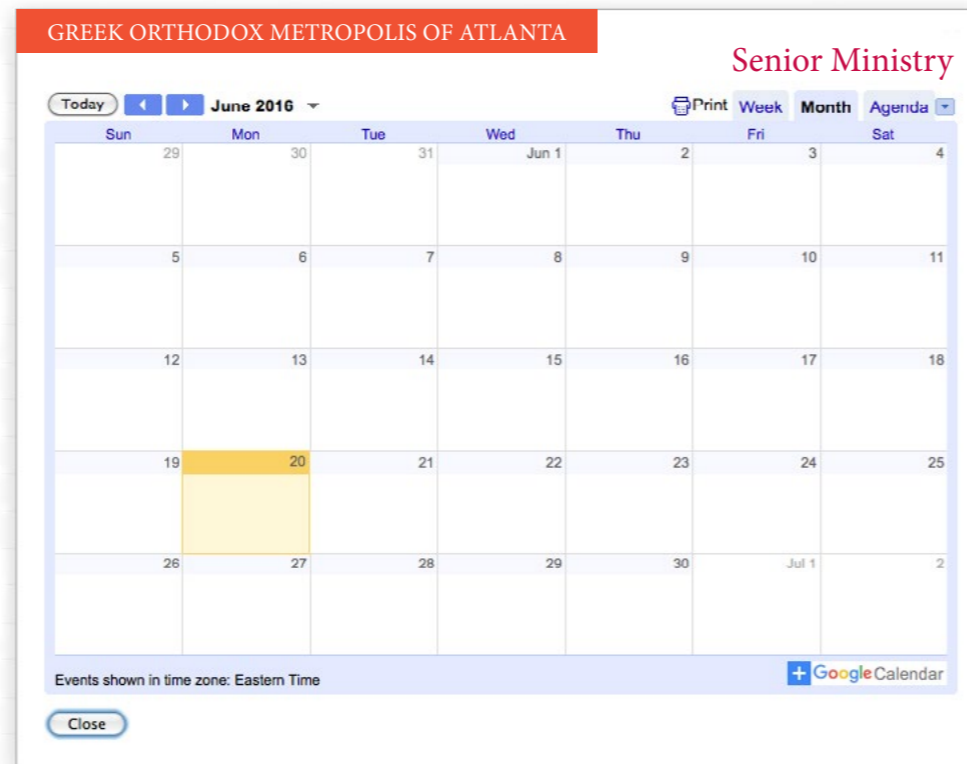 GREEK ORTHODOX METROPOLIS OF ATLANTA
Senior Ministry
Today June 2016 Print Week Month Agenda
Sun Mon Tue Wed Thu Fri Sat
29 30 31 Jun 1 2 3 4
5 6 7 8 9 10 11
12 13 14 15 16 17 18
19 20 21 22 23 24 25
26 27 28 29 30 Jul 1 2
Events shown in time zone: Eastern Time
+ Google Calendar
Close